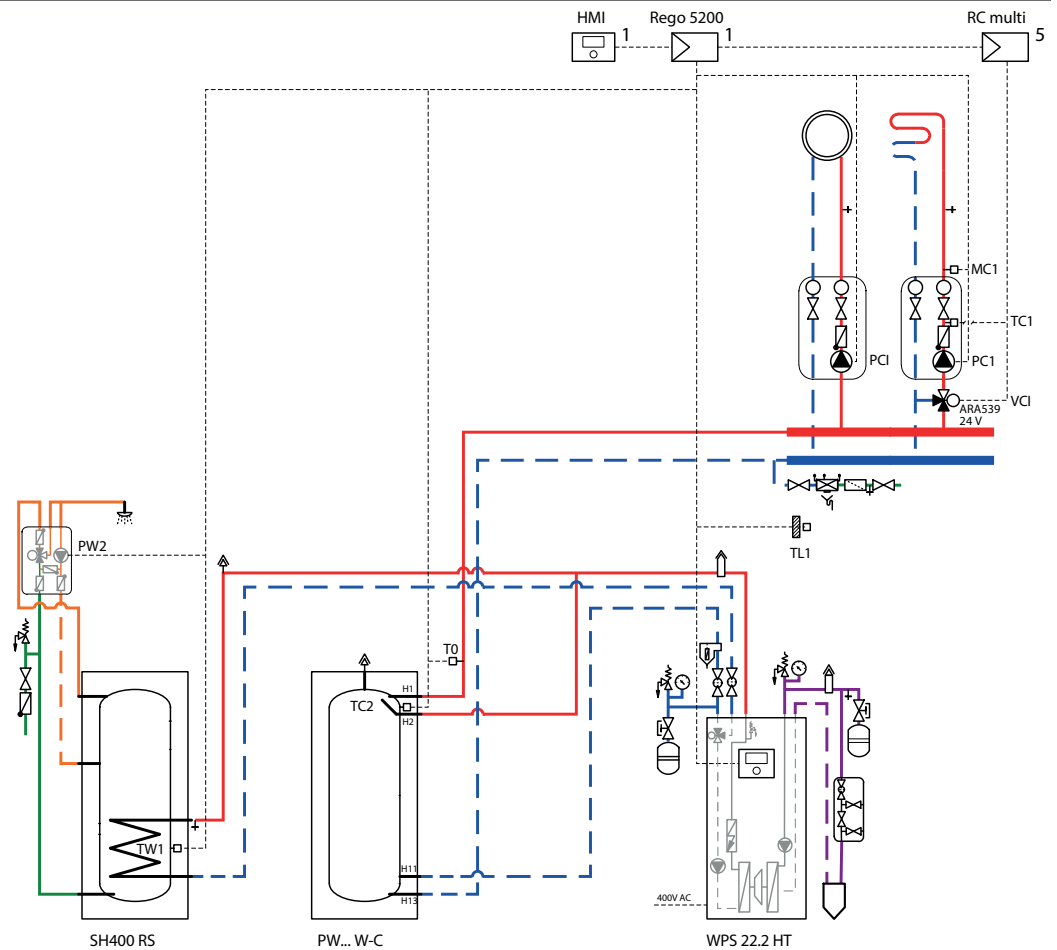 HMI
1
Rego 5200
1
RC multi
5
MC1
TC1
PCI
PC1
VCI
ARA539
24 V
PW2
TL1
T0
H1
TC2
H2
TW1
H11
H13
400V AC
SH400 RS
PW... W-C
WPS 22.2 HT